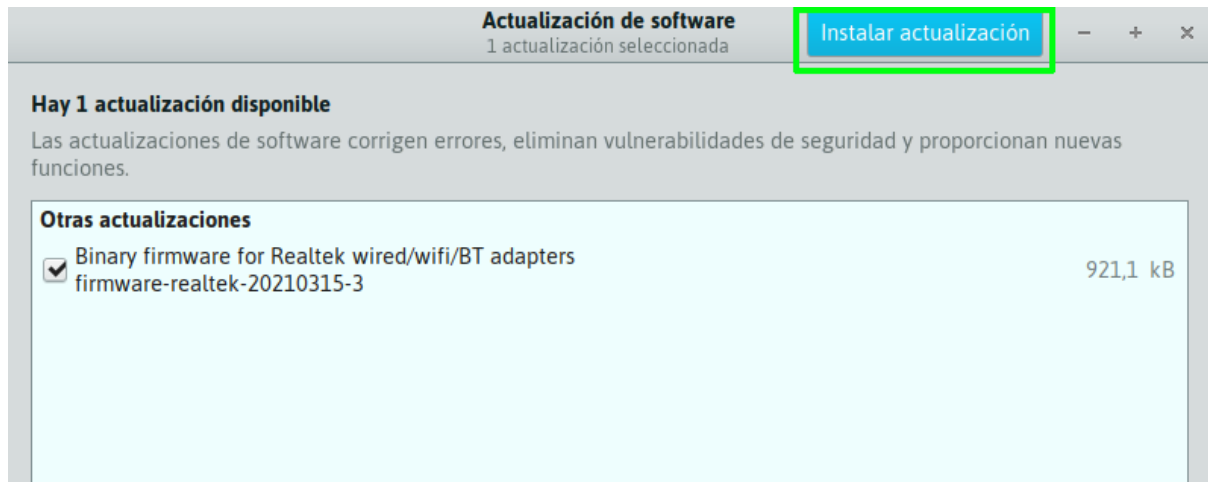 Actualización de software
1 actualización seleccionada
Instalar actualización
Hay 1 actualización disponible
Las actualizaciones de software corrigen errores, eliminan vulnerabilidades de seguridad y proporcionan nuevas
funciones.
Otras actualizaciones
Binary firmware for Realtek wired/wifi/BT adapters
firmware-realtek-20210315-3
921,1 kB